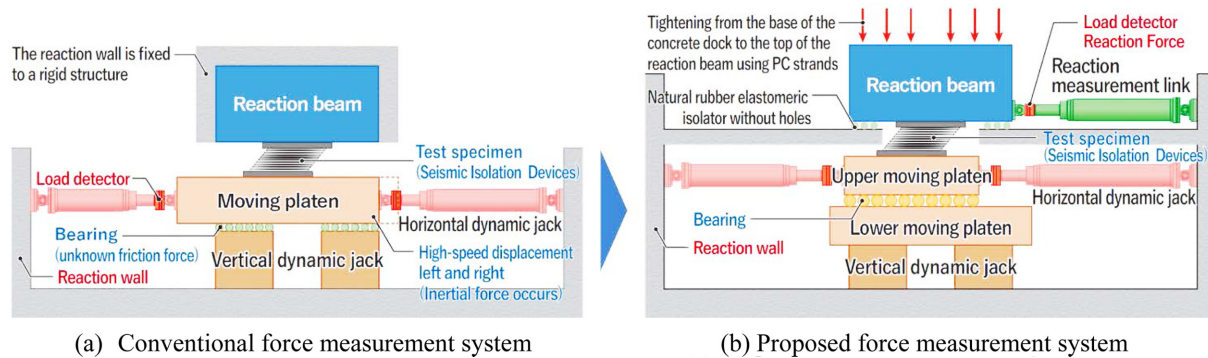 The reaction wall is fixed
to a rigid structure
Reaction beam
Test specimen
(Seismic Isolation Devices)
Load detector
Moving platen
Horizontal dynamic jack
Bearing
(unknown friction force)
Vertical dynamic jack
High-speed displacement
left and right
(Inertial force occurs)
Reaction wall
(a) Conventional force measurement system
Tightening from the base of the
concrete dock to the top of the
reaction beam using PC strands
Load detector
Reaction Force
Reaction beam
Reaction
measurement link
Natural rubber elastomeric
isolator without holes
Test specimen
(Seismic Isolation Devices)
Upper moving platen
Horizontal dynamic jack
Bearing
Lower moving platen
Reaction wall
Vertical dynamic jack
(b) Proposed force measurement system